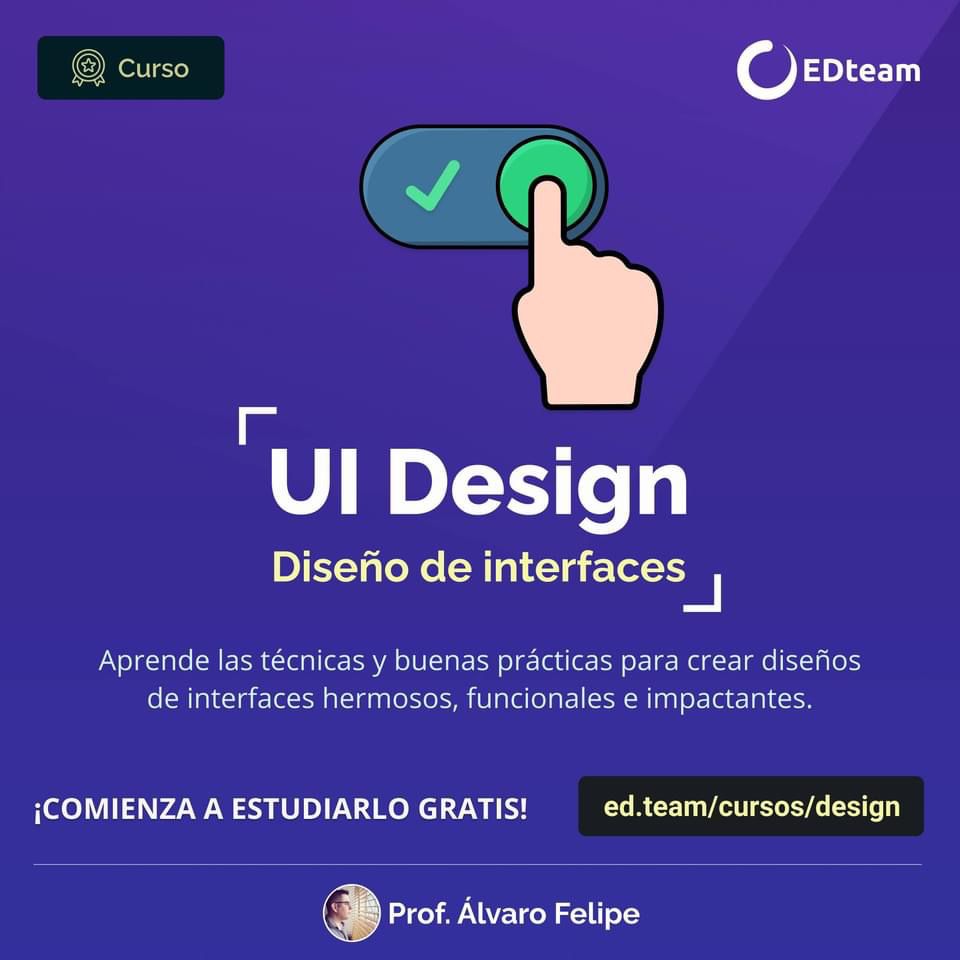 Curso
EDteam
UI Design
Diseño de interfaces
Aprende las técnicas y buenas prácticas para crear diseños
de interfaces hermosos, funcionales e impactantes.
¡COMIENZA A ESTUDIARLO GRATIS!
ed.team/cursos/design
Prof. Álvaro Felipe